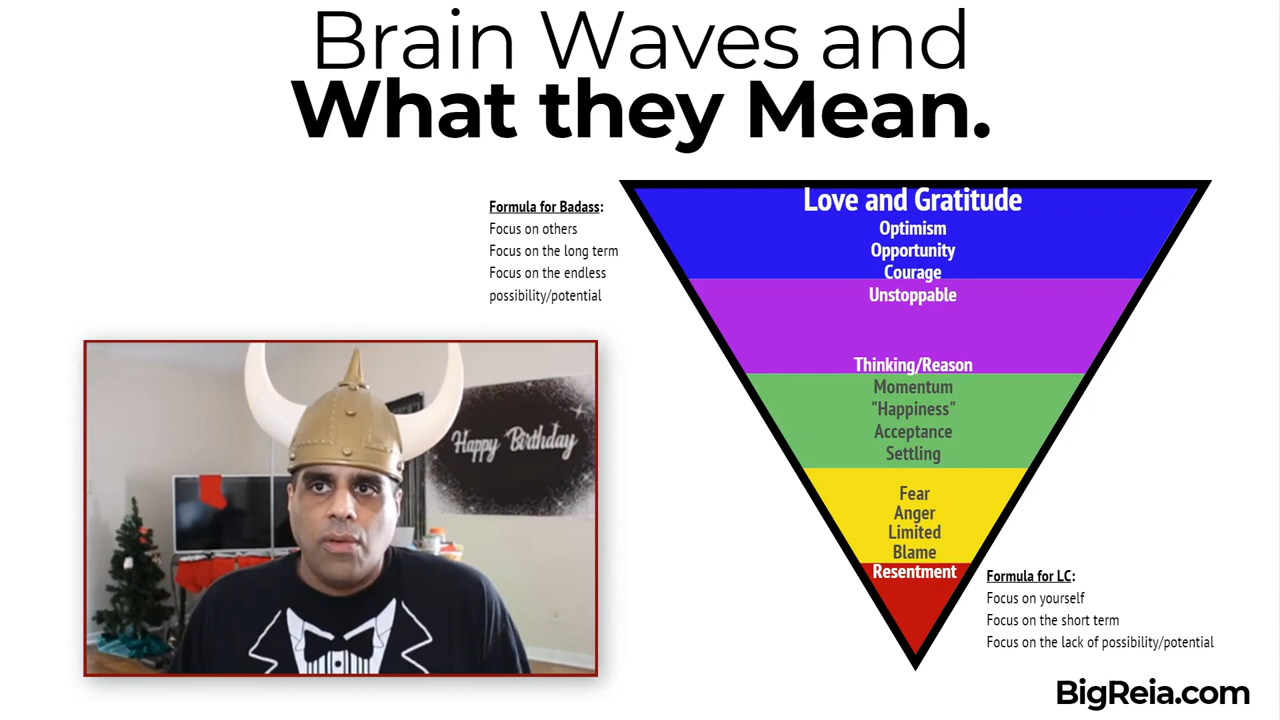 Brain Waves and
What they Mean.
Formula for Badass:
Focus on others
Focus on the long term
Focus on the endless
possibility/potential
Love and Gratitude
Optimism
Opportunity
Courage
Unstoppable
Thinking/Reason
Momentum
"Happiness"
Acceptance
Settling
Fear
Anger
Limited
Blame
Resentment
Happy Birthday
Formula for LC:
Focus on yourself
Focus on the short term
Focus on the lack of possibility/potential
BigReia.com